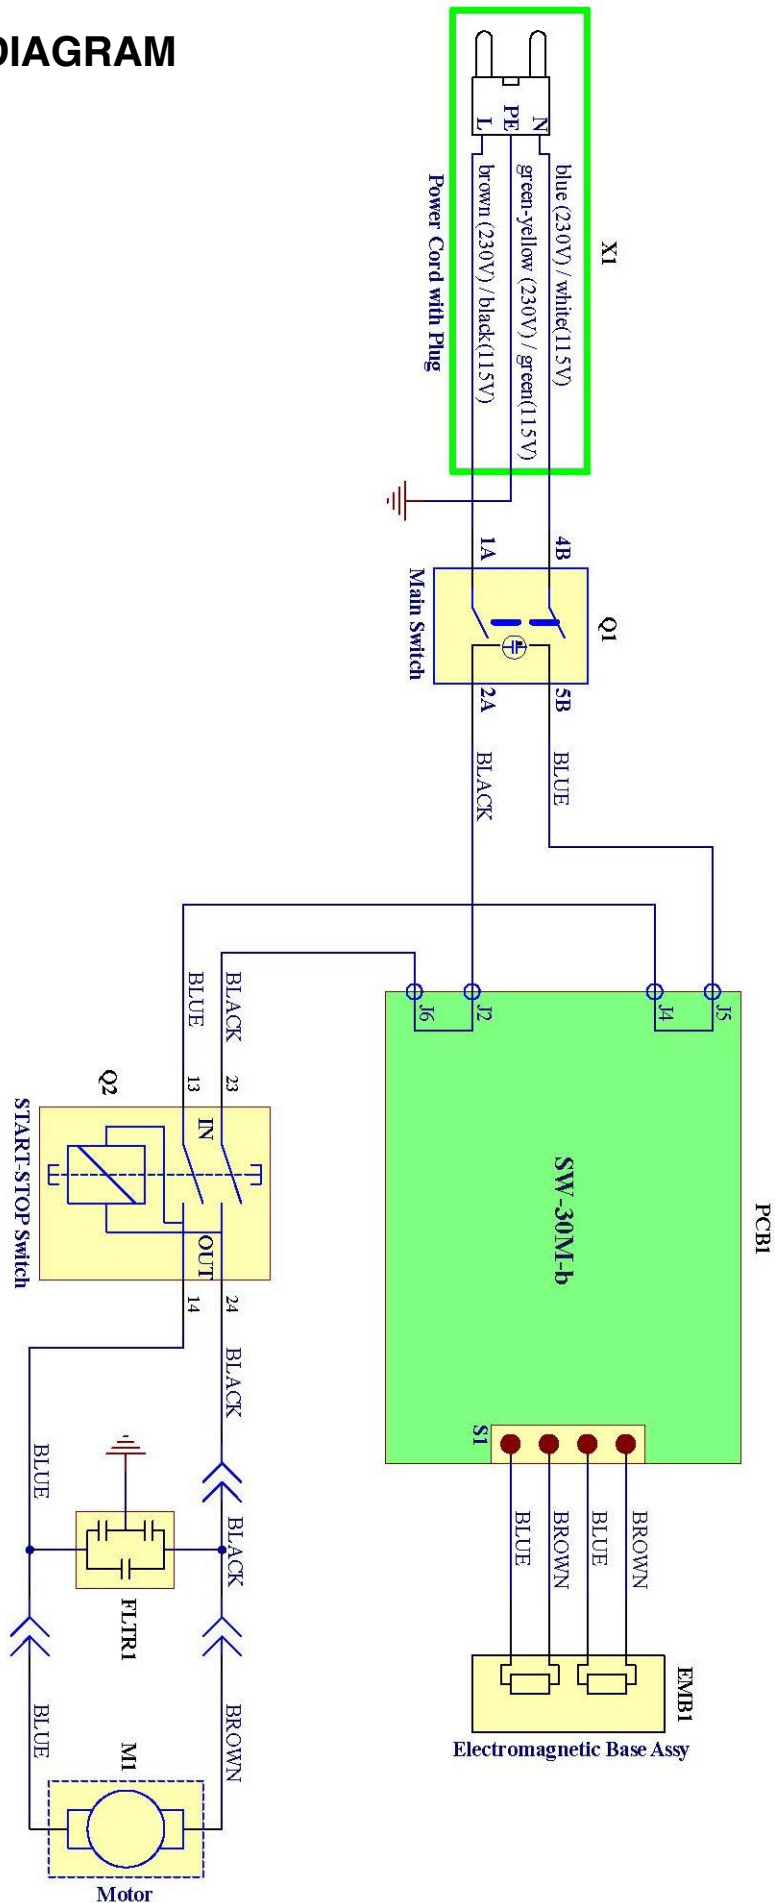 DIAGRAM
X1
L
PE
N
blue (230V) / white(115V)
green-yellow (230V) / green(115V)
brown (230V) / black(115V)
Power Cord with Plug
4B
1A
Q1
Main Switch
5B
2A
BLUE
BLACK
PCB1
J5
J4
J2
J6
SW-30M-b
S1
BLACK
BLUE
23
13
Q2
IN
OUT
START-STOP Switch
24
14
BLACK
BLUE
BLACK
FLTR1
BROWN
BLUE
BROWN
BLUE
EMB1
Electromagnetic Base Assy
BROWN
BLUE
M1
Motor